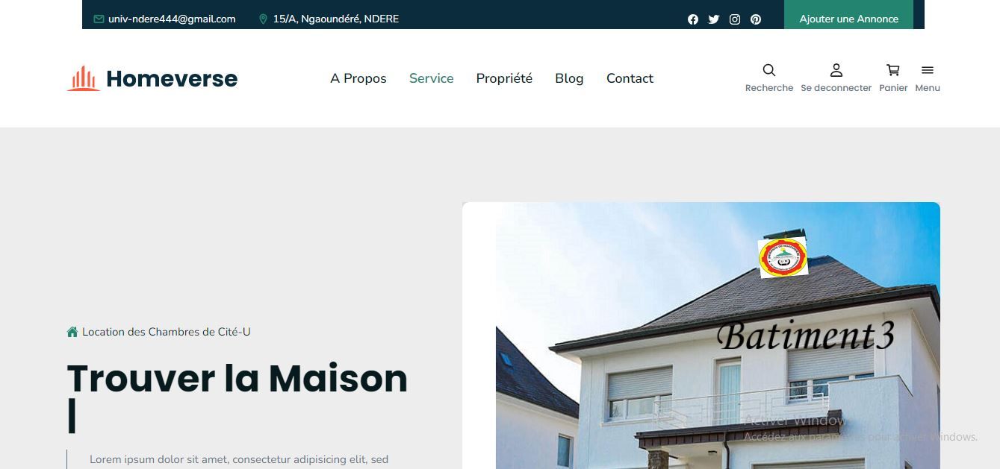 univ-ndere444@gmail.com
15/A, Ngaoundéré, NDERE
Ajouter une Annonce
Homeverse
A Propos
Service
Propriété
Blog
Contact
Recherche
Se deconnecter
Panier
Menu
Location des Chambres de Cité-U
Trouver la Maison
Lorem ipsum dolor sit amet, consectetur adipisicing elit, sed
Batiment3
Activer Window
Accédez aux paramètres pour activer Windows.